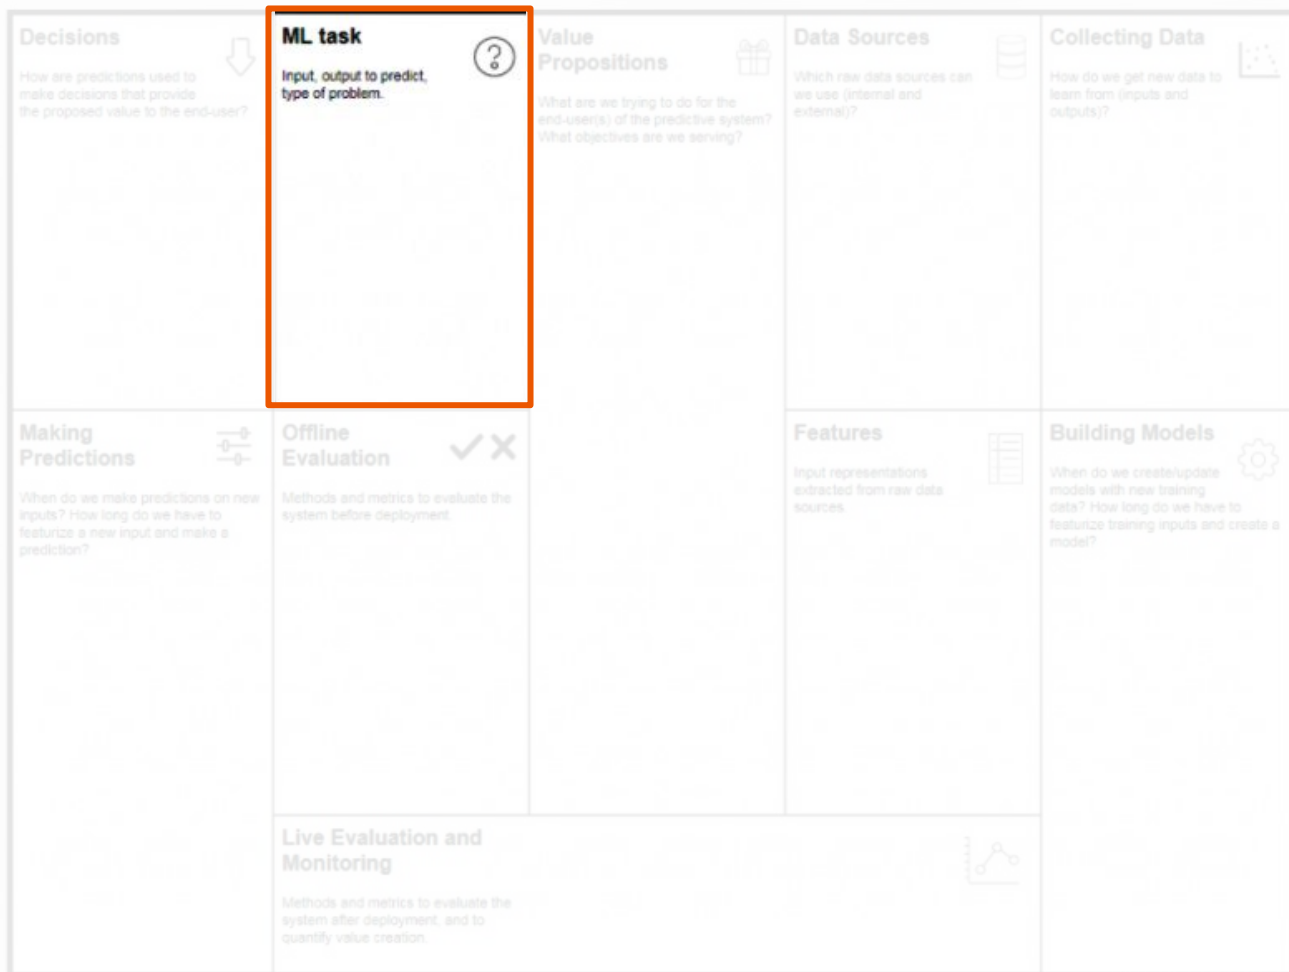 Decisions
How are predictions used to
make decisions that provide
the proposed value to the end-user?
ML task
Input, output to predict,
type of problem.
Value
Propositions
What are we trying to do for the
end-user(s) of the predictive system?
What objectives are we serving?
Data Sources
Which raw data sources can
we use (internal and
external)?
Collecting Data
How do we get new data to
learn from (inputs and
outputs)?
Making
Predictions
When do we make predictions on new
inputs? How long do we have to
featurize a new input and make a
prediction?
Offline
Evaluation
Methods and metrics to evaluate the
system before deployment.
Features
Input representations
extracted from raw data
sources.
Building Models
When do we create/update
models with new training
data? How long do we have to
featurize training inputs and create a
model?
Live Evaluation and
Monitoring
Methods and metrics to evaluate the
system after deployment, and to
quantify value creation.